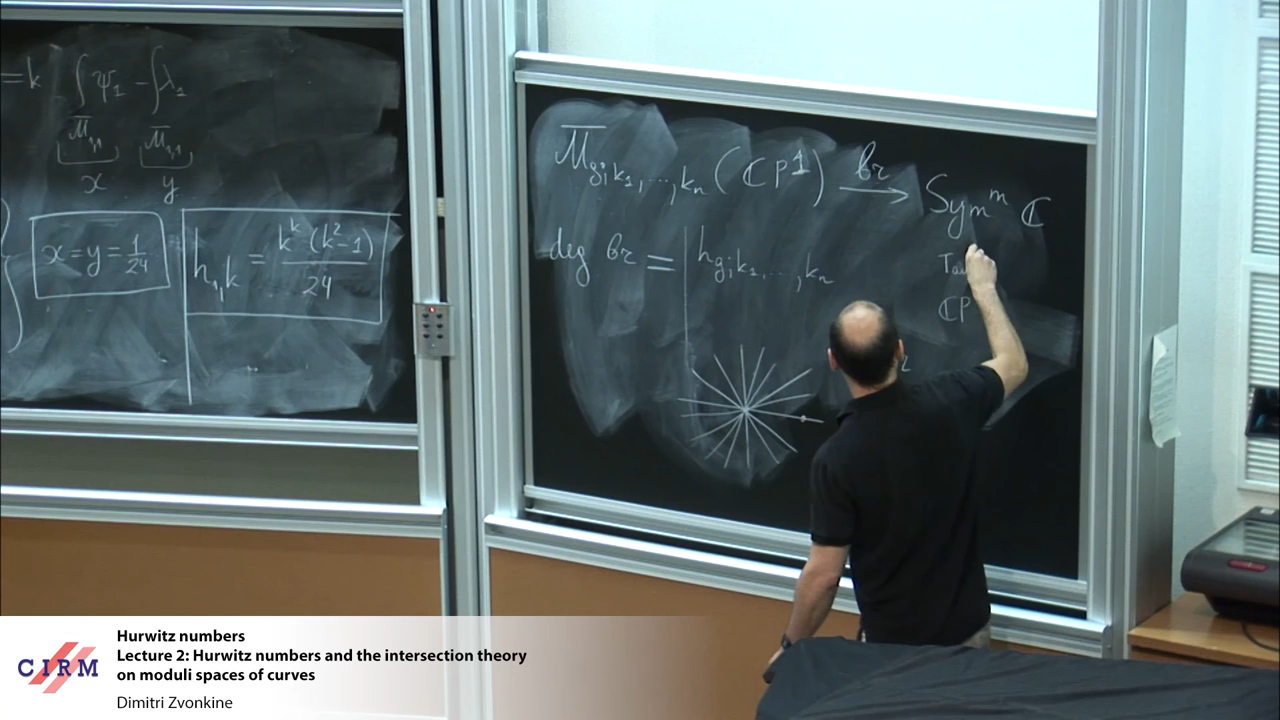 = k ∫ψ₁ - ∫λ₁
M̅₁,₁ M̅₁,₁
x y
x = y = 1/24
h₁,k = k^k (k²-1) / 24
M̅_{g;k₁,...,kₙ}(ℂP¹) →^{br} Sym^m ℂ
deg br = h_{g;k₁,...,kₙ}
ℂP
CIRM
Hurwitz numbers
Lecture 2: Hurwitz numbers and the intersection theory
on moduli spaces of curves
Dimitri Zvonkine